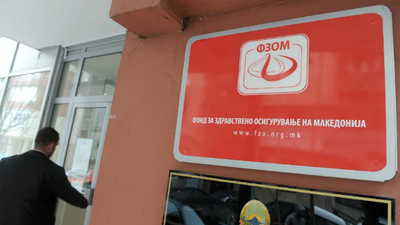 ФЗОМ
ФОНД ЗА ЗДРАВСТВЕНО ОСИГУРУВАЊЕ НА МАКЕДОНИЈА
www.fzo.org.mk